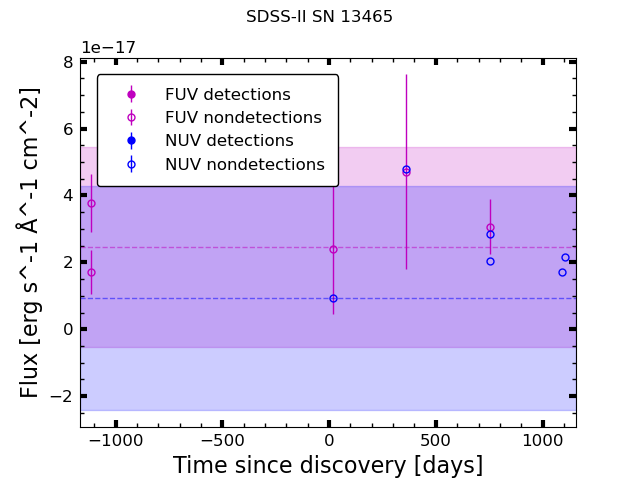 SDSS-II SN 13465
1e−17
FUV detections
FUV nondetections
NUV detections
NUV nondetections
8
6
4
2
0
−2
−1000
−500
0
500
1000
Flux [erg s^-1 Å^-1 cm^-2]
Time since discovery [days]